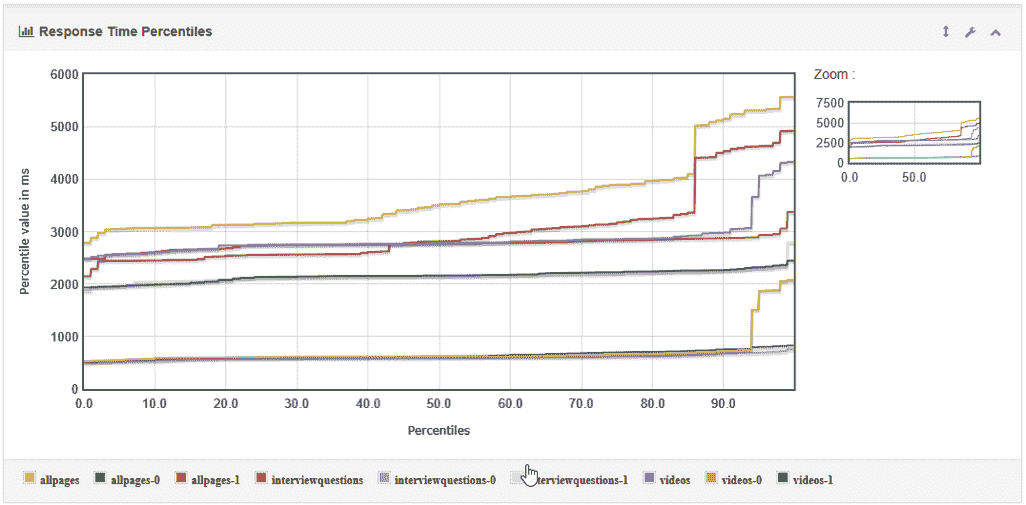 Response Time Percentiles
Zoom :
6000
5000
4000
3000
2000
1000
0
Percentile value in ms
0.0 10.0 20.0 30.0 40.0 50.0 60.0 70.0 80.0 90.0
Percentiles
7500
5000
2500
0
0.0 50.0
allpages allpages-0 allpages-1 interviewquestions interviewquestions-0 terviewquestions-1 videos videos-0 videos-1